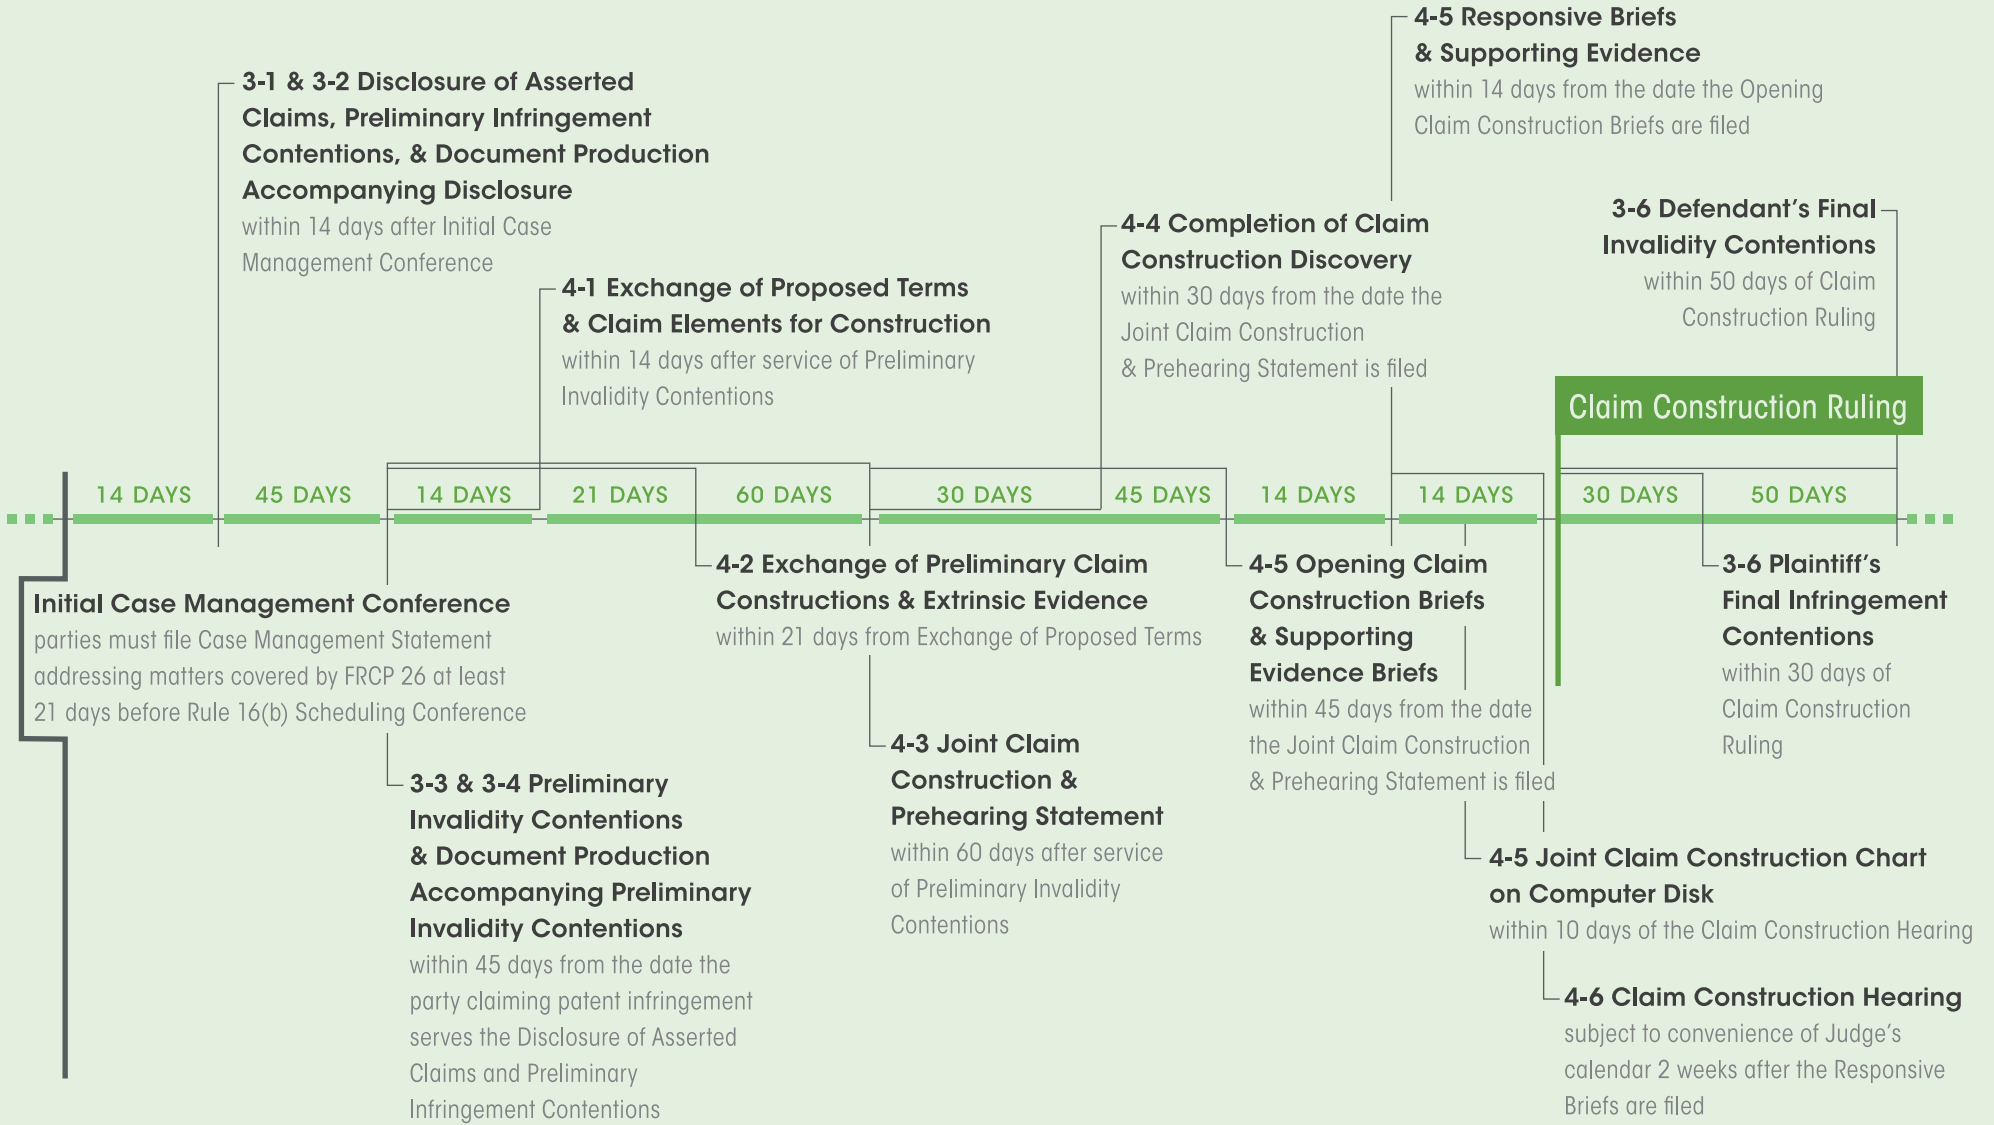 4-5 Responsive Briefs
& Supporting Evidence
within 14 days from the date the Opening
Claim Construction Briefs are filed
3-1 & 3-2 Disclosure of Asserted
Claims, Preliminary Infringement
Contentions, & Document Production
Accompanying Disclosure
within 14 days after Initial Case
Management Conference
4-1 Exchange of Proposed Terms
& Claim Elements for Construction
within 14 days after service of Preliminary
Invalidity Contentions
4-4 Completion of Claim
Construction Discovery
within 30 days from the date the
Joint Claim Construction
& Prehearing Statement is filed
3-6 Defendant’s Final
Invalidity Contentions
within 50 days of Claim
Construction Ruling
Claim Construction Ruling
14 DAYS
45 DAYS
14 DAYS
21 DAYS
60 DAYS
30 DAYS
45 DAYS
14 DAYS
14 DAYS
30 DAYS
50 DAYS
Initial Case Management Conference
parties must file Case Management Statement
addressing matters covered by FRCP 26 at least
21 days before Rule 16(b) Scheduling Conference
3-3 & 3-4 Preliminary
Invalidity Contentions
& Document Production
Accompanying Preliminary
Invalidity Contentions
within 45 days from the date the
party claiming patent infringement
serves the Disclosure of Asserted
Claims and Preliminary
Infringement Contentions
4-2 Exchange of Preliminary Claim
Constructions & Extrinsic Evidence
within 21 days from Exchange of Proposed Terms
4-3 Joint Claim
Construction &
Prehearing Statement
within 60 days after service
of Preliminary Invalidity
Contentions
4-5 Opening Claim
Construction Briefs
& Supporting
Evidence Briefs
within 45 days from the date
the Joint Claim Construction
& Prehearing Statement is filed
3-6 Plaintiff’s
Final Infringement
Contentions
within 30 days of
Claim Construction
Ruling
4-5 Joint Claim Construction Chart
on Computer Disk
within 10 days of the Claim Construction Hearing
4-6 Claim Construction Hearing
subject to convenience of Judge’s
calendar 2 weeks after the Responsive
Briefs are filed